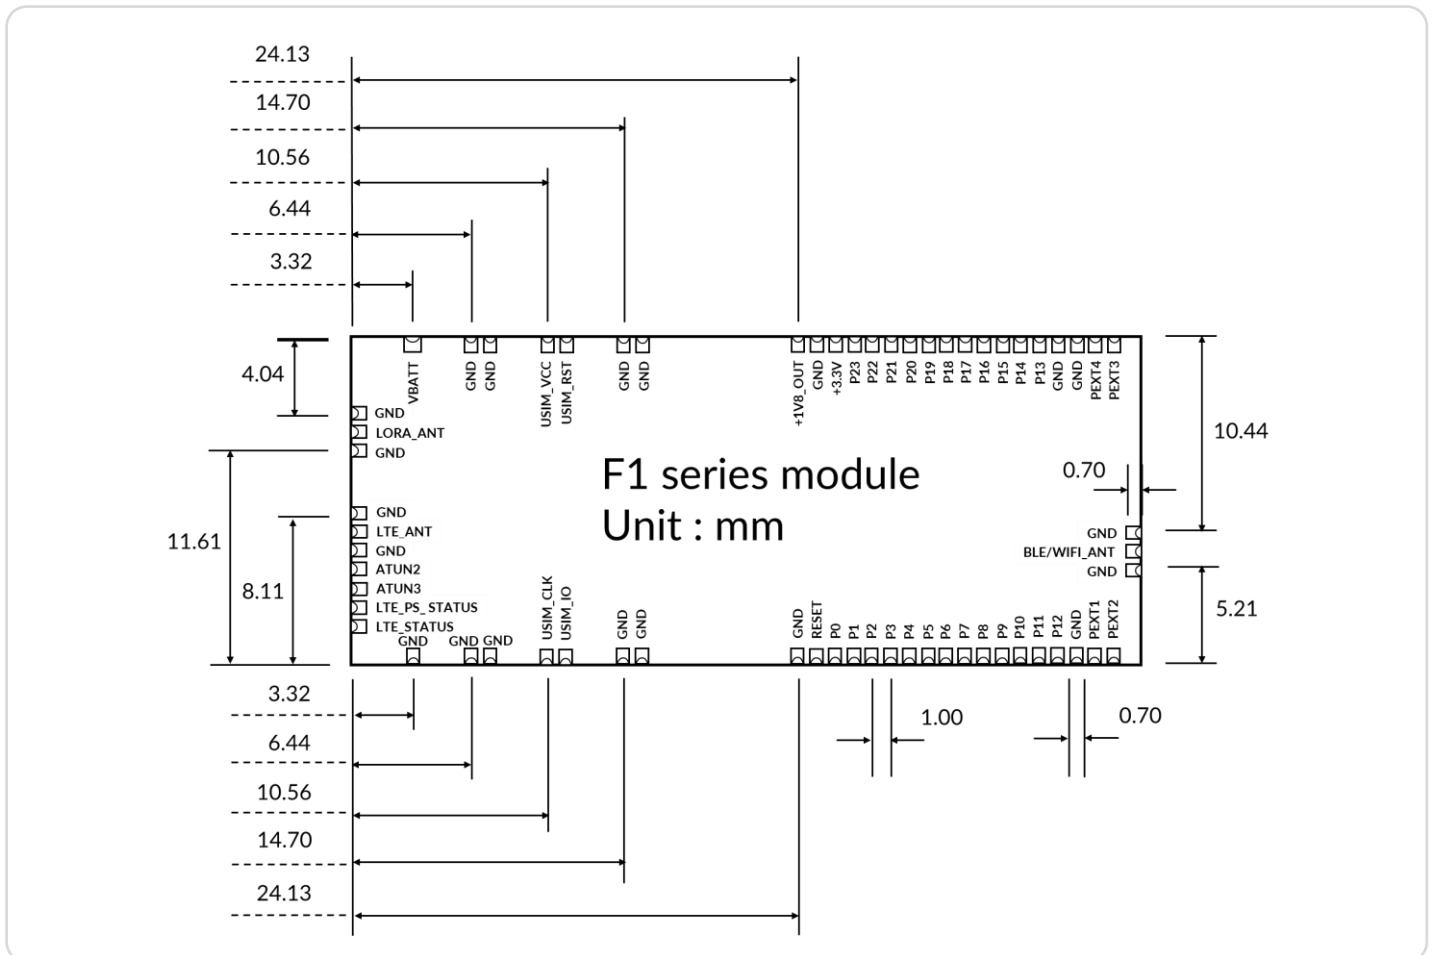 24.13
14.70
10.56
6.44
3.32
4.04
11.61
8.11
VBATT
GND
GND
USIM_VCC
USIM_RST
GND
GND
+1V8_OUT
GND
+3.3V
P23
P22
P21
P20
P19
P18
P17
P16
P15
P14
P13
GND
GND
PEXT4
PEXT3
GND
LORA_ANT
GND
GND
LTE_ANT
GND
ATUN2
ATUN3
LTE_PS_STATUS
LTE_STATUS
F1 series module
Unit : mm
10.44
0.70
GND
BLE/WIFI_ANT
GND
5.21
GND
GND
GND
USIM_CLK
USIM_IO
GND
GND
GND
RESET
P0
P1
P2
P3
P4
P5
P6
P7
P8
P9
P10
P11
P12
GND
PEXT1
PEXT2
3.32
6.44
10.56
14.70
24.13
1.00
0.70